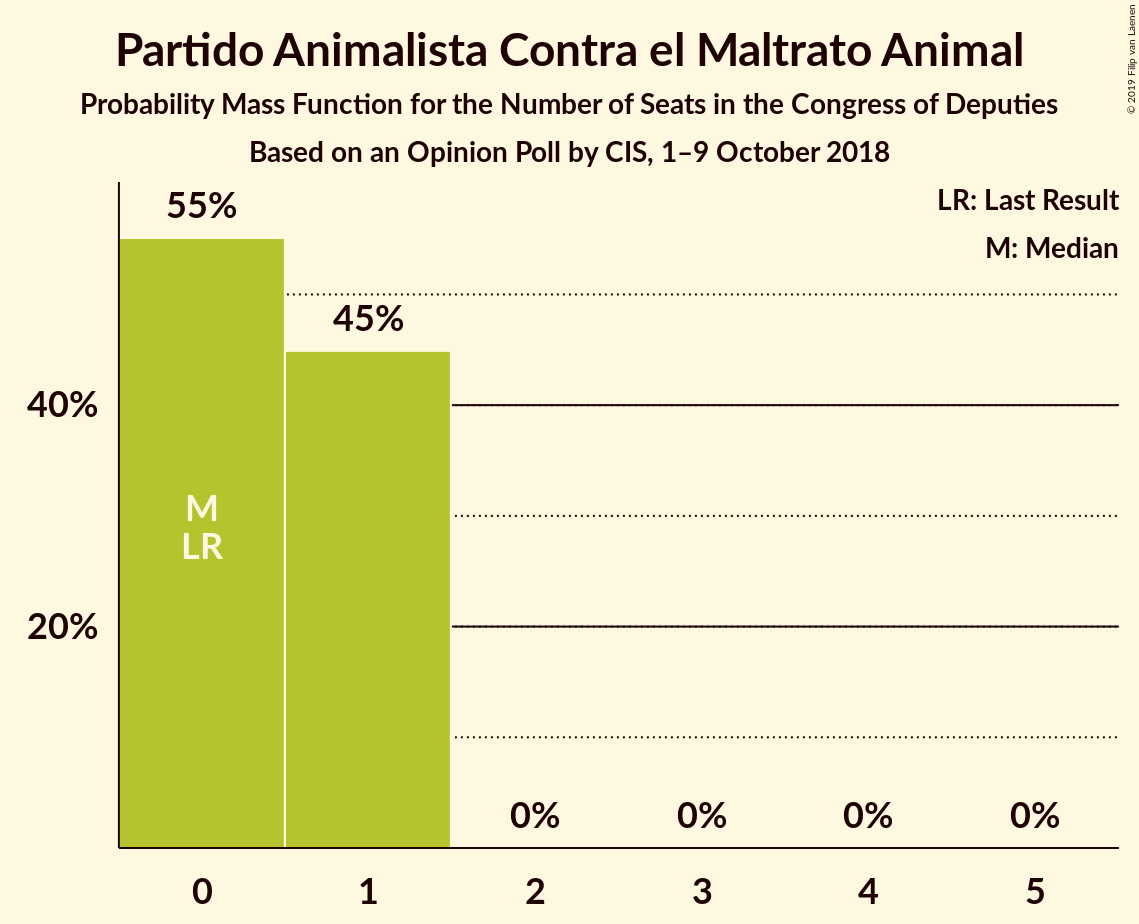 Partido Animalista Contra el Maltrato Animal
Probability Mass Function for the Number of Seats in the Congress of Deputies
Based on an Opinion Poll by CIS, 1–9 October 2018
© 2019 Filip van Laenen
LR: Last Result
M: Median
55%
45%
40%
M
LR
20%
0% 0% 0% 0%
0 1 2 3 4 5